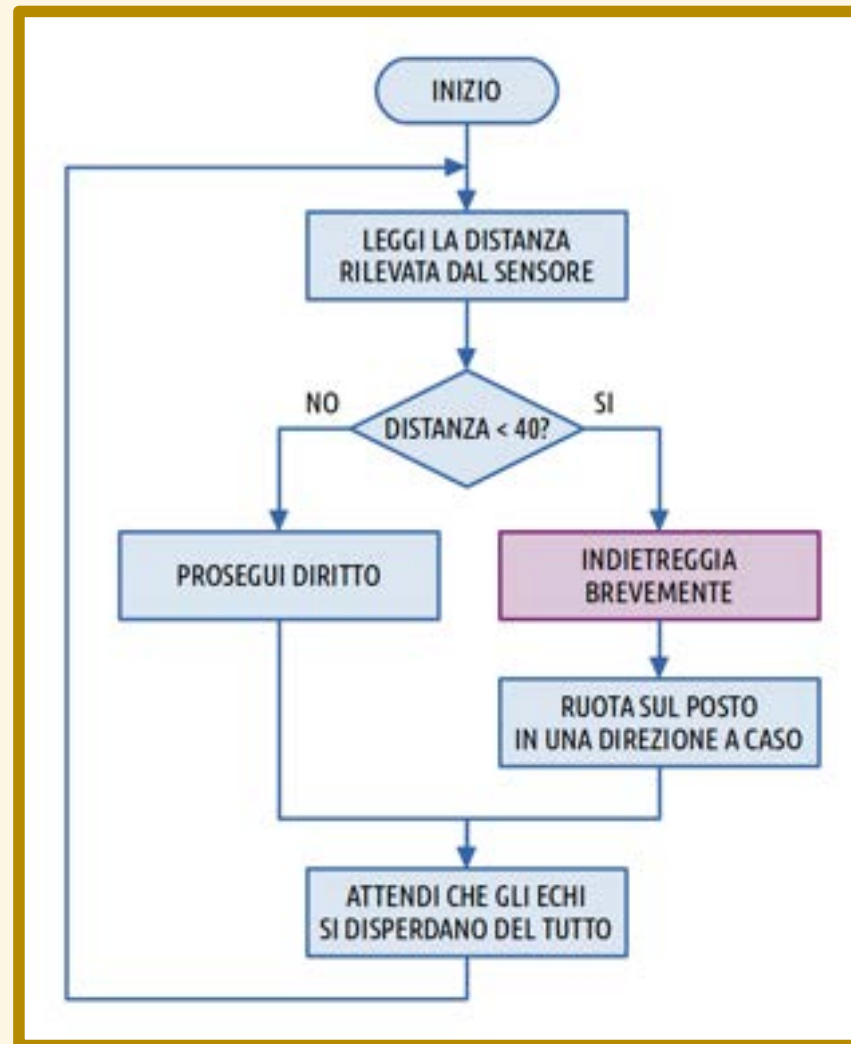 INIZIO
LEGGI LA DISTANZA
RILEVATA DAL SENSORE
NO
SI
DISTANZA < 40?
PROSEGUI DIRITTO
INDIETREGGIA
BREVEMENTE
RUOTA SUL POSTO
IN UNA DIREZIONE A CASO
ATTENDI CHE GLI ECHI
SI DISPERDANO DEL TUTTO